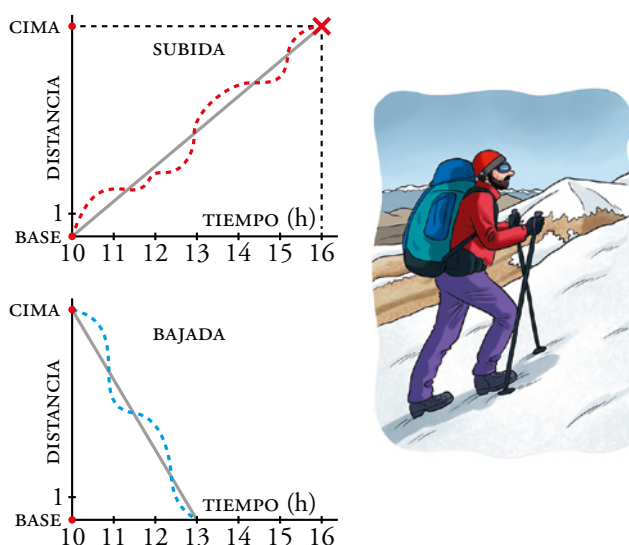 CIMA
SUBIDA
DISTANCIA
1
TIEMPO (h)
BASE
10 11 12 13 14 15 16
CIMA
BAJADA
DISTANCIA
1
TIEMPO (h)
BASE
10 11 12 13 14 15 16